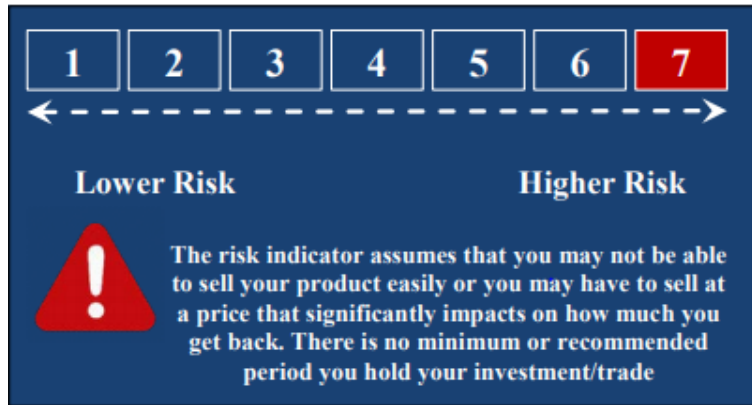 1 2 3 4 5 6 7
Lower Risk Higher Risk
!
The risk indicator assumes that you may not be able
to sell your product easily or you may have to sell at
a price that significantly impacts on how much you
get back. There is no minimum or recommended
period you hold your investment/trade